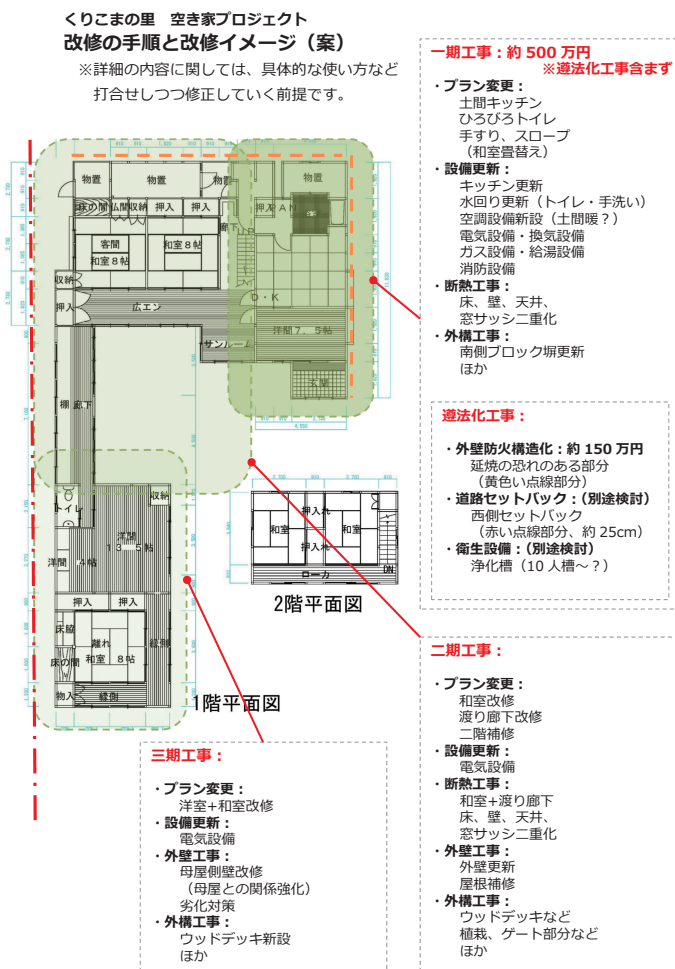 くりこまの里　空き家プロジェクト
改修の手順と改修イメージ（案）
※詳細の内容に関しては、具体的な使い方など
打合せしつつ修正していく前提です。
一期工事：約 500 万円
※遵法化工事含まず
・プラン変更：
土間キッチン
ひろびろトイレ
手すり、スロープ
（和室畳替え）
・設備更新：
キッチン更新
水回り更新（トイレ・手洗い）
空調設備新設（土間暖？）
電気設備・換気設備
ガス設備・給湯設備
消防設備
・断熱工事：
床、壁、天井、
窓サッシ二重化
・外構工事：
南側ブロック塀更新
ほか
遵法化工事：
・外壁防火構造化：約 150 万円
延焼の恐れのある部分
（黄色い点線部分）
・道路セットバック：（別途検討）
西側セットバック
（赤い点線部分、約 25cm）
・衛生設備：（別途検討）
浄化槽（10 人槽～？）
物置
物置
物置
物置
床の間
仏間
収納
押入
押入
押入
廊下
UP
客間
和室８帖
和室８帖
収納
押入
広エン
Ｄ・Ｋ
サンルーム
洋間７．５帖
玄関
棚
廊下
トイレ
収納
洋間
１３．５帖
洋間
4帖
押入
押入
床脇
離れ
和室　８帖
床の間
縁側
物入
縁側
1階平面図
和室
押入れ
和室
押入れ
ローカ
DN
2階平面図
二期工事：
・プラン変更：
和室改修
渡り廊下改修
二階補修
・設備更新：
電気設備
・断熱工事：
和室+渡り廊下
床、壁、天井、
窓サッシ二重化
・外壁工事：
外壁更新
屋根補修
・外構工事：
ウッドデッキなど
植栽、ゲート部分など
ほか
三期工事：
・プラン変更：
洋室+和室改修
・設備更新：
電気設備
・外壁工事：
母屋側壁改修
（母屋との関係強化）
劣化対策
・外構工事：
ウッドデッキ新設
ほか